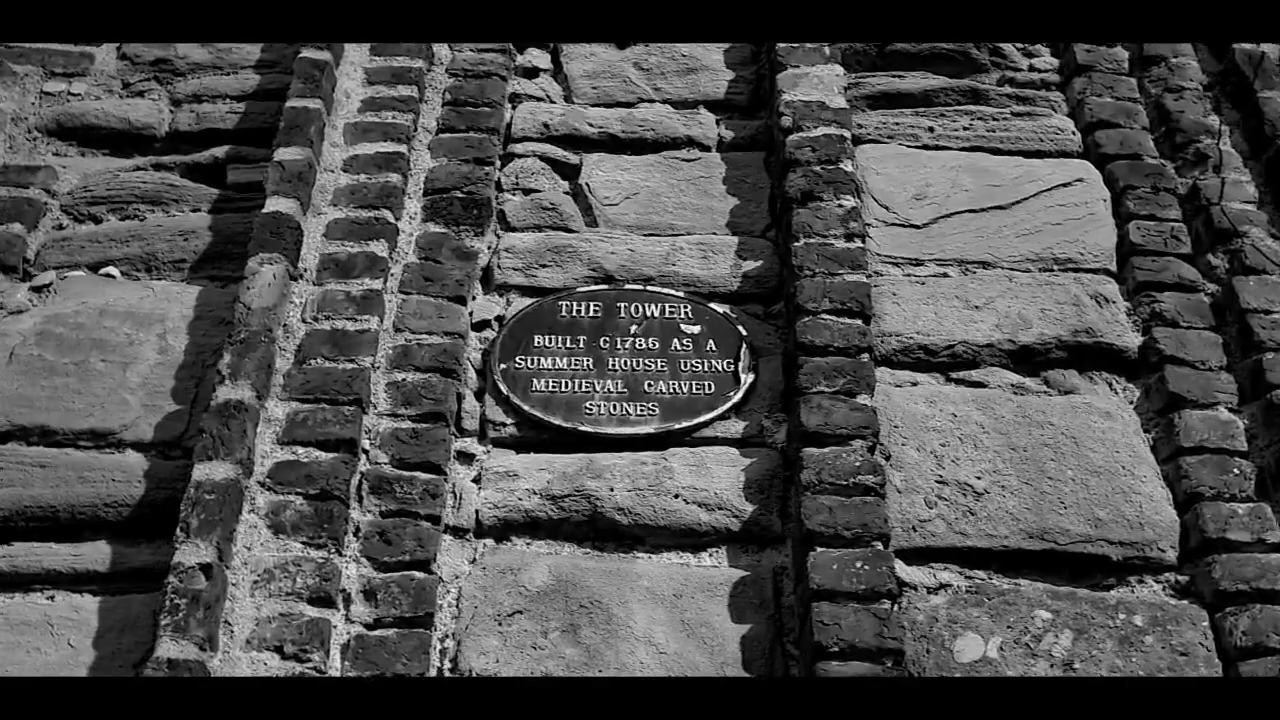 THE TOWER
BUILT C1786 AS A
SUMMER HOUSE USING
MEDIEVAL CARVED
STONES